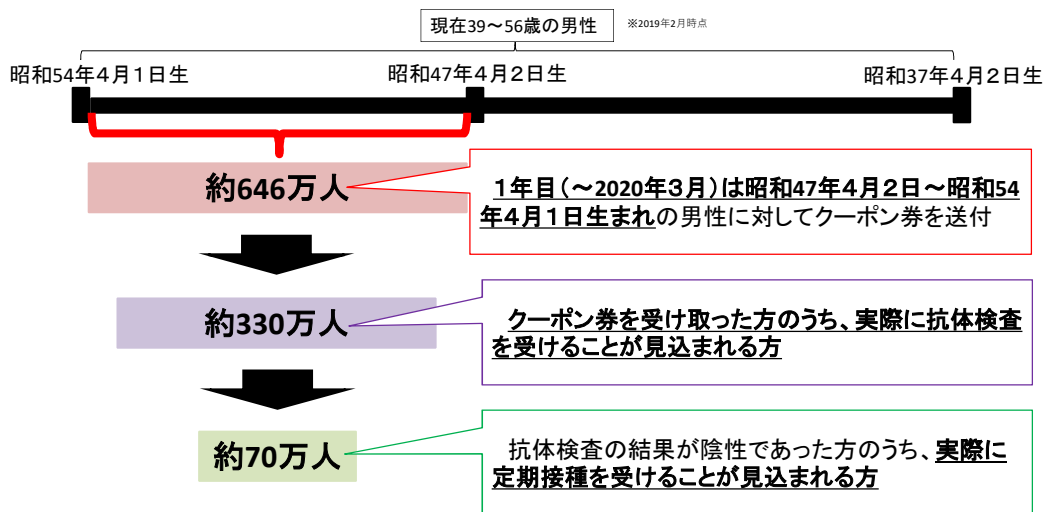 現在39～56歳の男性
※2019年2月時点
昭和54年4月1日生
昭和47年4月2日生
昭和37年4月2日生
約646万人
1年目(～2020年3月)は昭和47年4月2日～昭和54
年4月1日生まれの男性に対してクーポン券を送付
約330万人
クーポン券を受け取った方のうち、実際に抗体検査
を受けることが見込まれる方
約70万人
抗体検査の結果が陰性であった方のうち、実際に
定期接種を受けることが見込まれる方